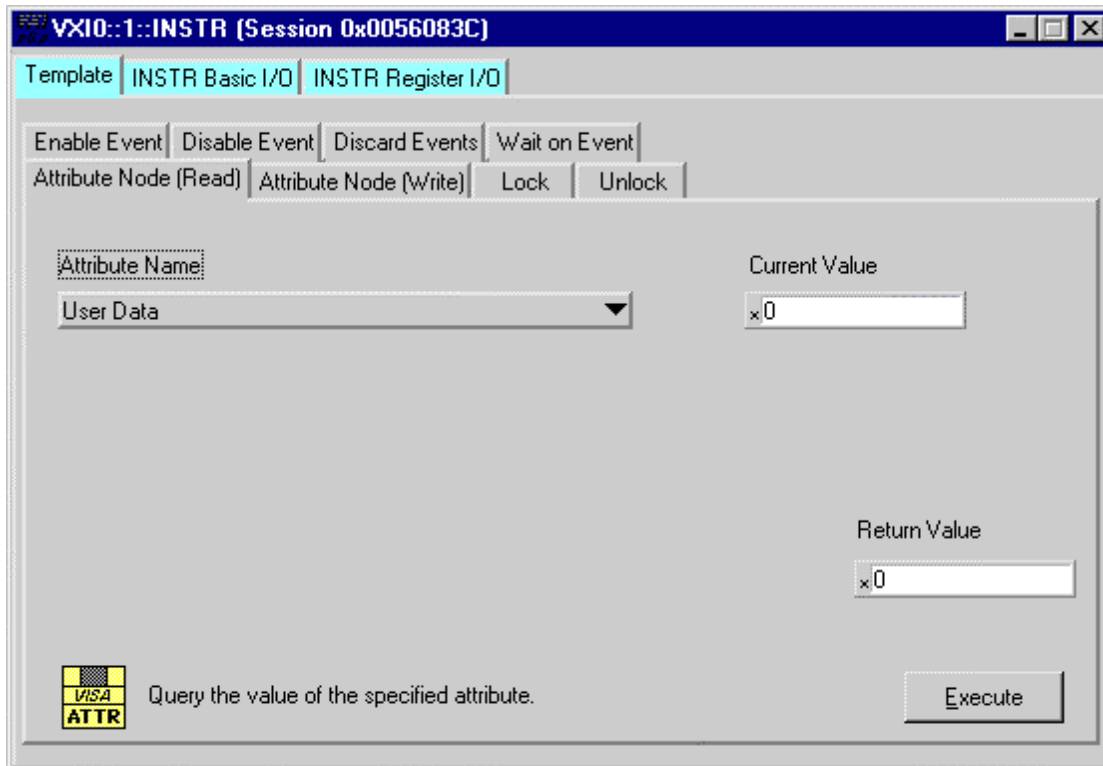 VXI0::1::INSTR (Session 0x0056083C)
Template INSTR Basic I/O INSTR Register I/O
Enable Event Disable Event Discard Events Wait on Event
Attribute Node (Read) Attribute Node (Write) Lock Unlock
Attribute Name Current Value
User Data x 0
Return Value
x 0
VISA
ATTR
Query the value of the specified attribute.
Execute